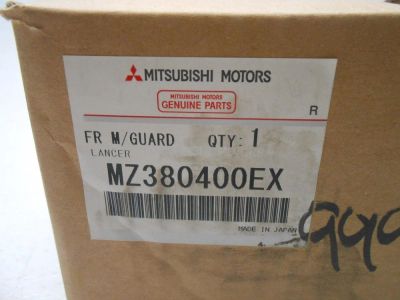 MITSUBISHI MOTORS
MITSUBISHI MOTORS
GENUINE PARTS
R
FR M/GUARD QTY: 1
LANCER
MZ380400EX
MADE IN JAPAN